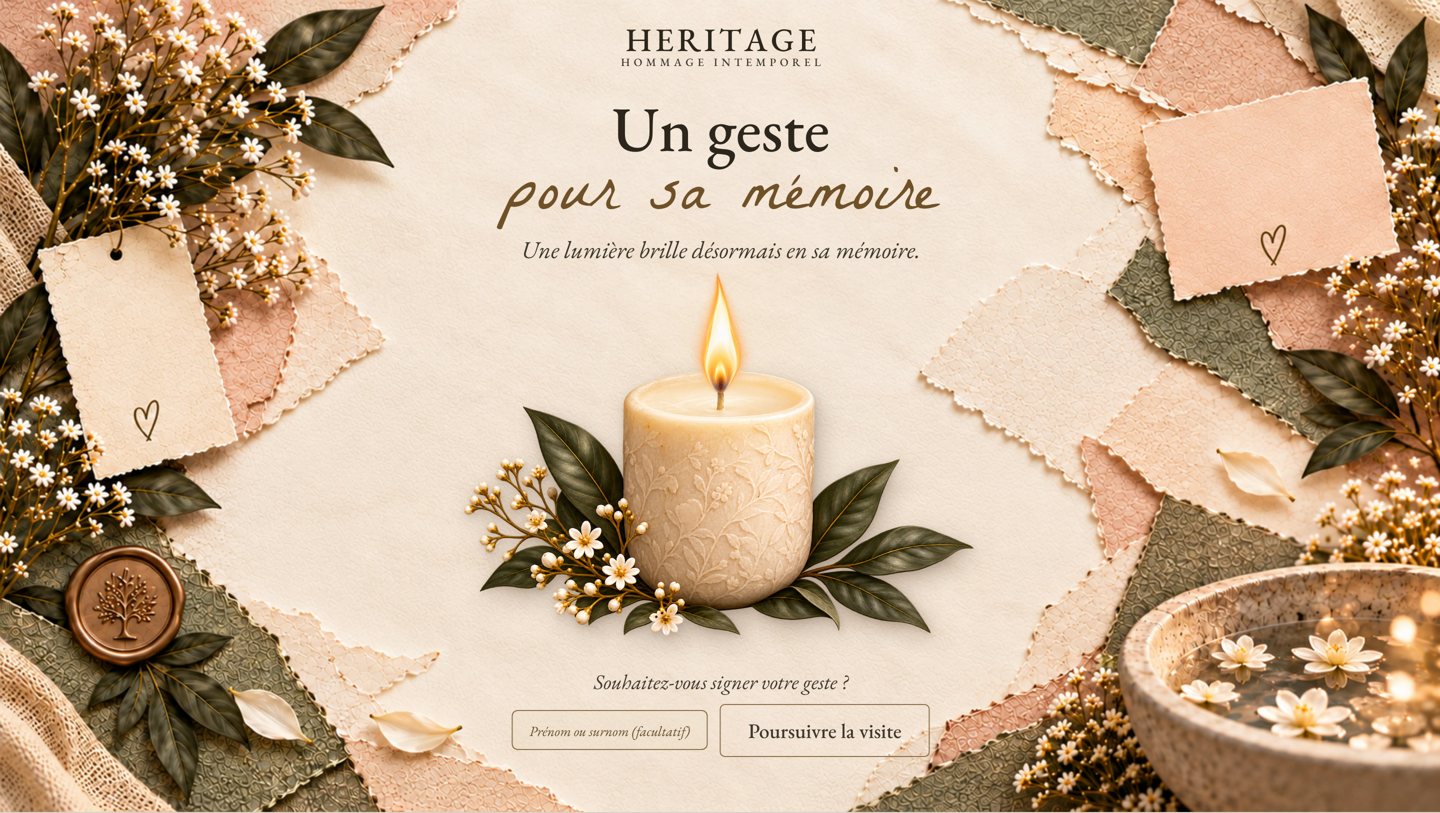 HERITAGE
HOMMAGE INTEMPOREL
Un geste
pour sa mémoire
Une lumière brille désormais en sa mémoire.
Souhaitez-vous signer votre geste ?
Prénom ou surnom (facultatif)
Poursuivre la visite